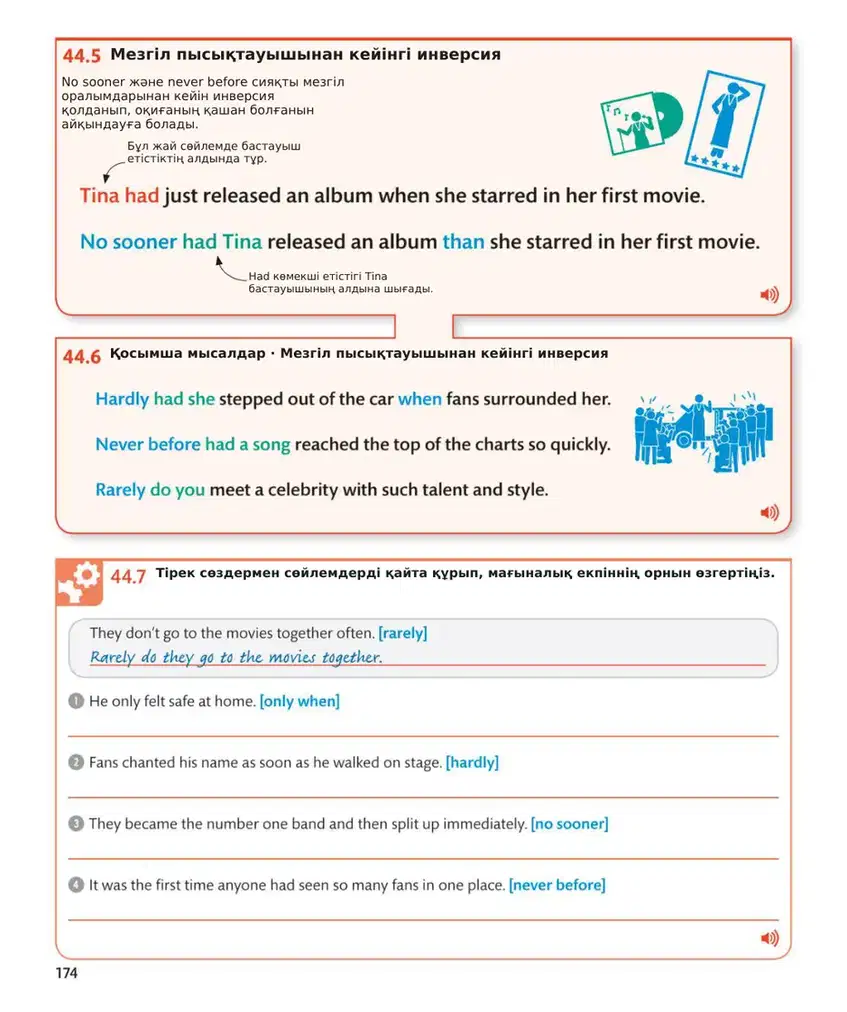 44.5 Мезгіл пысықтауышынан кейінгі инверсия
No sooner және never before сияқты мезгіл
оралымдарынан кейін инверсия
қолданып, оқиғаның қашан болғанын
айқындауға болады.
Бұл жай сөйлемде бастауыш
етістіктің алдында тұр.
Tina had just released an album when she starred in her first movie.
No sooner had Tina released an album than she starred in her first movie.
Had көмекші етістігі Tina
бастауышының алдына шығады.
44.6 Қосымша мысалдар · Мезгіл пысықтауышынан кейінгі инверсия
Hardly had she stepped out of the car when fans surrounded her.
Never before had a song reached the top of the charts so quickly.
Rarely do you meet a celebrity with such talent and style.
44.7 Тірек сөздермен сөйлемдерді қайта құрып, мағыналық екпіннің орнын өзгертіңіз.
They don't go to the movies together often. [rarely]
Rarely do they go to the movies together.
1 He only felt safe at home. [only when]
2 Fans chanted his name as soon as he walked on stage. [hardly]
3 They became the number one band and then split up immediately. [no sooner]
4 It was the first time anyone had seen so many fans in one place. [never before]
174